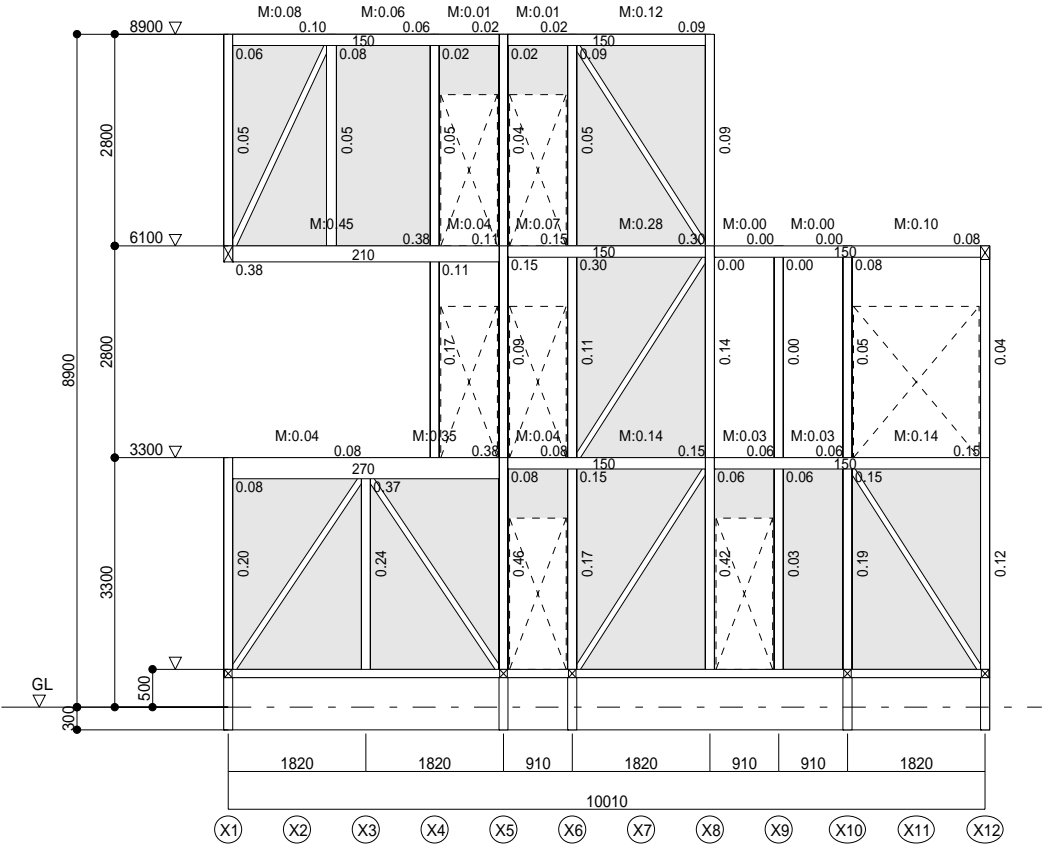 M:0.08 M:0.06 M:0.01 M:0.01 M:0.12
8900 0.10 0.06 0.02 0.02 0.09
150 150
0.06 0.08 0.02 0.02 0.09
2800 0.05 0.05 0.05 0.04 0.05 0.09
M:0.45 M:0.04 M:0.07 M:0.28 M:0.00 M:0.00 M:0.10
6100 0.38 0.11 0.15 0.30 0.00 0.00 0.08
210 150 150
0.38 0.11 0.15 0.30 0.00 0.00 0.08
8900 2800 0.17 0.09 0.11 0.14 0.00 0.05 0.04
M:0.04 M:0.35 M:0.04 M:0.14 M:0.03 M:0.03 M:0.14
3300 0.08 0.38 0.08 0.15 0.06 0.06 0.15
270 150 150
0.08 0.37 0.08 0.15 0.06 0.06 0.15
3300 0.20 0.24 0.46 0.17 0.42 0.03 0.19 0.12
GL 500
300
1820 1820 910 1820 910 910 1820
10010
X1 X2 X3 X4 X5 X6 X7 X8 X9 X10 X11 X12